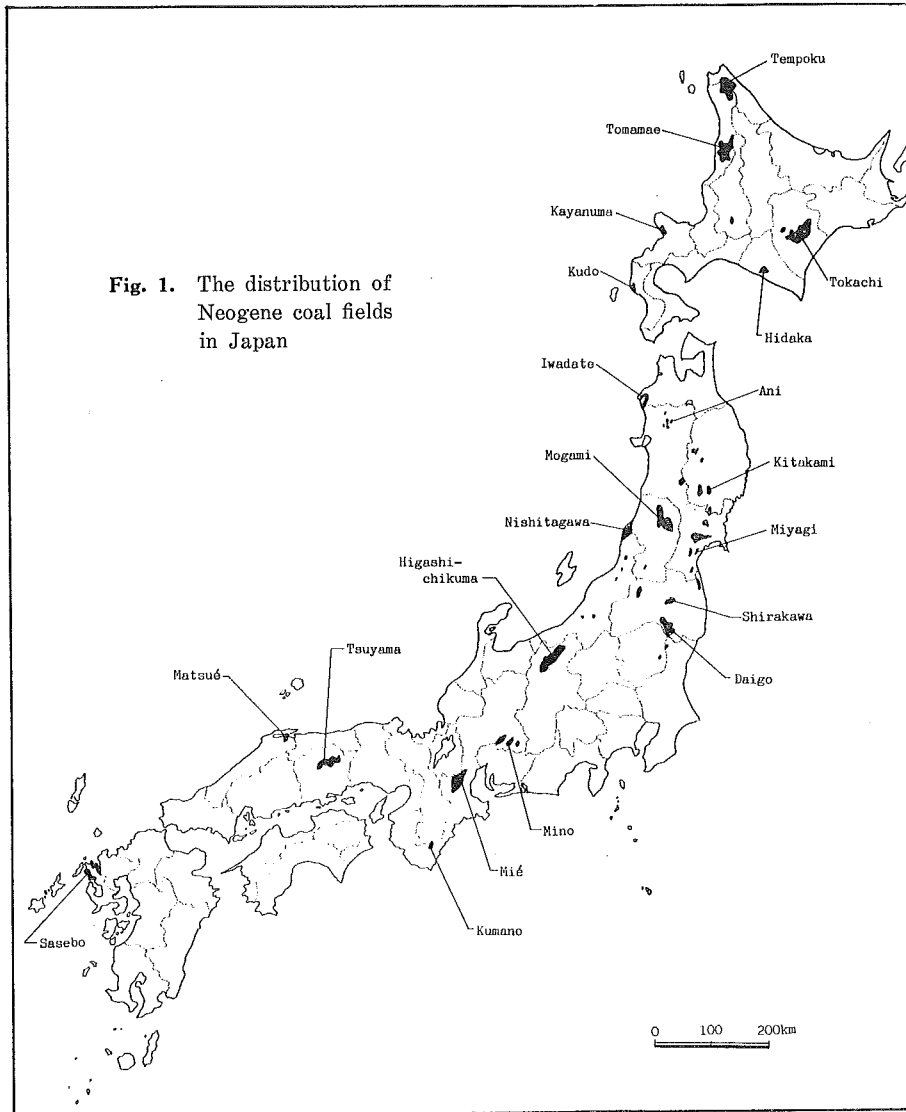 Tempoku
Tomamae
Kayanuma
Kudo
Tokachi
Hidaka
Fig. 1. The distribution of
Neogene coal fields
in Japan
Iwadate
Ani
Mogami
Kitakami
Nishitagawa
Miyagi
Higashi-
chikuma
Shirakawa
Daigo
Tsuyama
Matsué
Mino
Mié
Kumano
Sasebo
0 100 200km